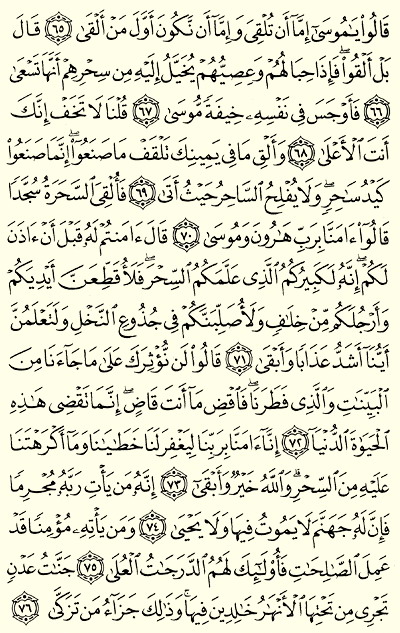 قَالُوا۟ يَـٰمُوسَىٰٓ إِمَّآ أَن تُلْقِىَ وَإِمَّآ أَن نَّكُونَ أَوَّلَ مَنْ أَلْقَىٰ ٦٥ قَالَ
بَلْ أَلْقُوا۟ ۖ فَإِذَا حِبَالُهُمْ وَعِصِيُّهُمْ يُخَيَّلُ إِلَيْهِ مِن سِحْرِهِمْ أَنَّهَا تَسْعَىٰ
٦٦ فَأَوْجَسَ فِى نَفْسِهِۦ خِيفَةً مُّوسَىٰ ٦٧ قُلْنَا لَا تَخَفْ إِنَّكَ
أَنتَ ٱلْأَعْلَىٰ ٦٨ وَأَلْقِ مَا فِى يَمِينِكَ تَلْقَفْ مَا صَنَعُوٓا۟ ۖ إِنَّمَا صَنَعُوا۟
كَيْدُ سَـٰحِرٍ ۖ وَلَا يُفْلِحُ ٱلسَّاحِرُ حَيْثُ أَتَىٰ ٦٩ فَأُلْقِىَ ٱلسَّحَرَةُ سُجَّدًا
قَالُوٓا۟ ءَامَنَّا بِرَبِّ هَـٰرُونَ وَمُوسَىٰ ٧٠ قَالَ ءَامَنتُمْ لَهُۥ قَبْلَ أَنْ ءَاذَنَ
لَكُمْ ۖ إِنَّهُۥ لَكَبِيرُكُمُ ٱلَّذِى عَلَّمَكُمُ ٱلسِّحْرَ ۖ فَلَأُقَطِّعَنَّ أَيْدِيَكُمْ
وَأَرْجُلَكُم مِّنْ خِلَـٰفٍ وَلَأُصَلِّبَنَّكُمْ فِى جُذُوعِ ٱلنَّخْلِ وَلَتَعْلَمُنَّ
أَيُّنَآ أَشَدُّ عَذَابًا وَأَبْقَىٰ ٧١ قَالُوا۟ لَن نُّؤْثِرَكَ عَلَىٰ مَا جَآءَنَا مِنَ
ٱلْبَيِّنَـٰتِ وَٱلَّذِى فَطَرَنَا ۖ فَٱقْضِ مَآ أَنتَ قَاضٍ ۖ إِنَّمَا تَقْضِى هَـٰذِهِ
ٱلْحَيَوٰةَ ٱلدُّنْيَآ ٧٢ إِنَّآ ءَامَنَّا بِرَبِّنَا لِيَغْفِرَ لَنَا خَطَـٰيَـٰنَا وَمَآ أَكْرَهْتَنَا
عَلَيْهِ مِنَ ٱلسِّحْرِ ۗ وَٱللَّهُ خَيْرٌ وَأَبْقَىٰٓ ٧٣ إِنَّهُۥ مَن يَأْتِ رَبَّهُۥ مُجْرِمًا
فَإِنَّ لَهُۥ جَهَنَّمَ لَا يَمُوتُ فِيهَا وَلَا يَحْيَىٰ ٧٤ وَمَن يَأْتِهِۦ مُؤْمِنًا قَدْ
عَمِلَ ٱلصَّـٰلِحَـٰتِ فَأُو۟لَـٰٓئِكَ لَهُمُ ٱلدَّرَجَـٰتُ ٱلْعُلَىٰ ٧٥ جَنَّـٰتُ عَدْنٍ
تَجْرِى مِن تَحْتِهَا ٱلْأَنْهَـٰرُ خَـٰلِدِينَ فِيهَا ۚ وَذَٰلِكَ جَزَآءُ مَن تَزَكَّىٰ ٧٦